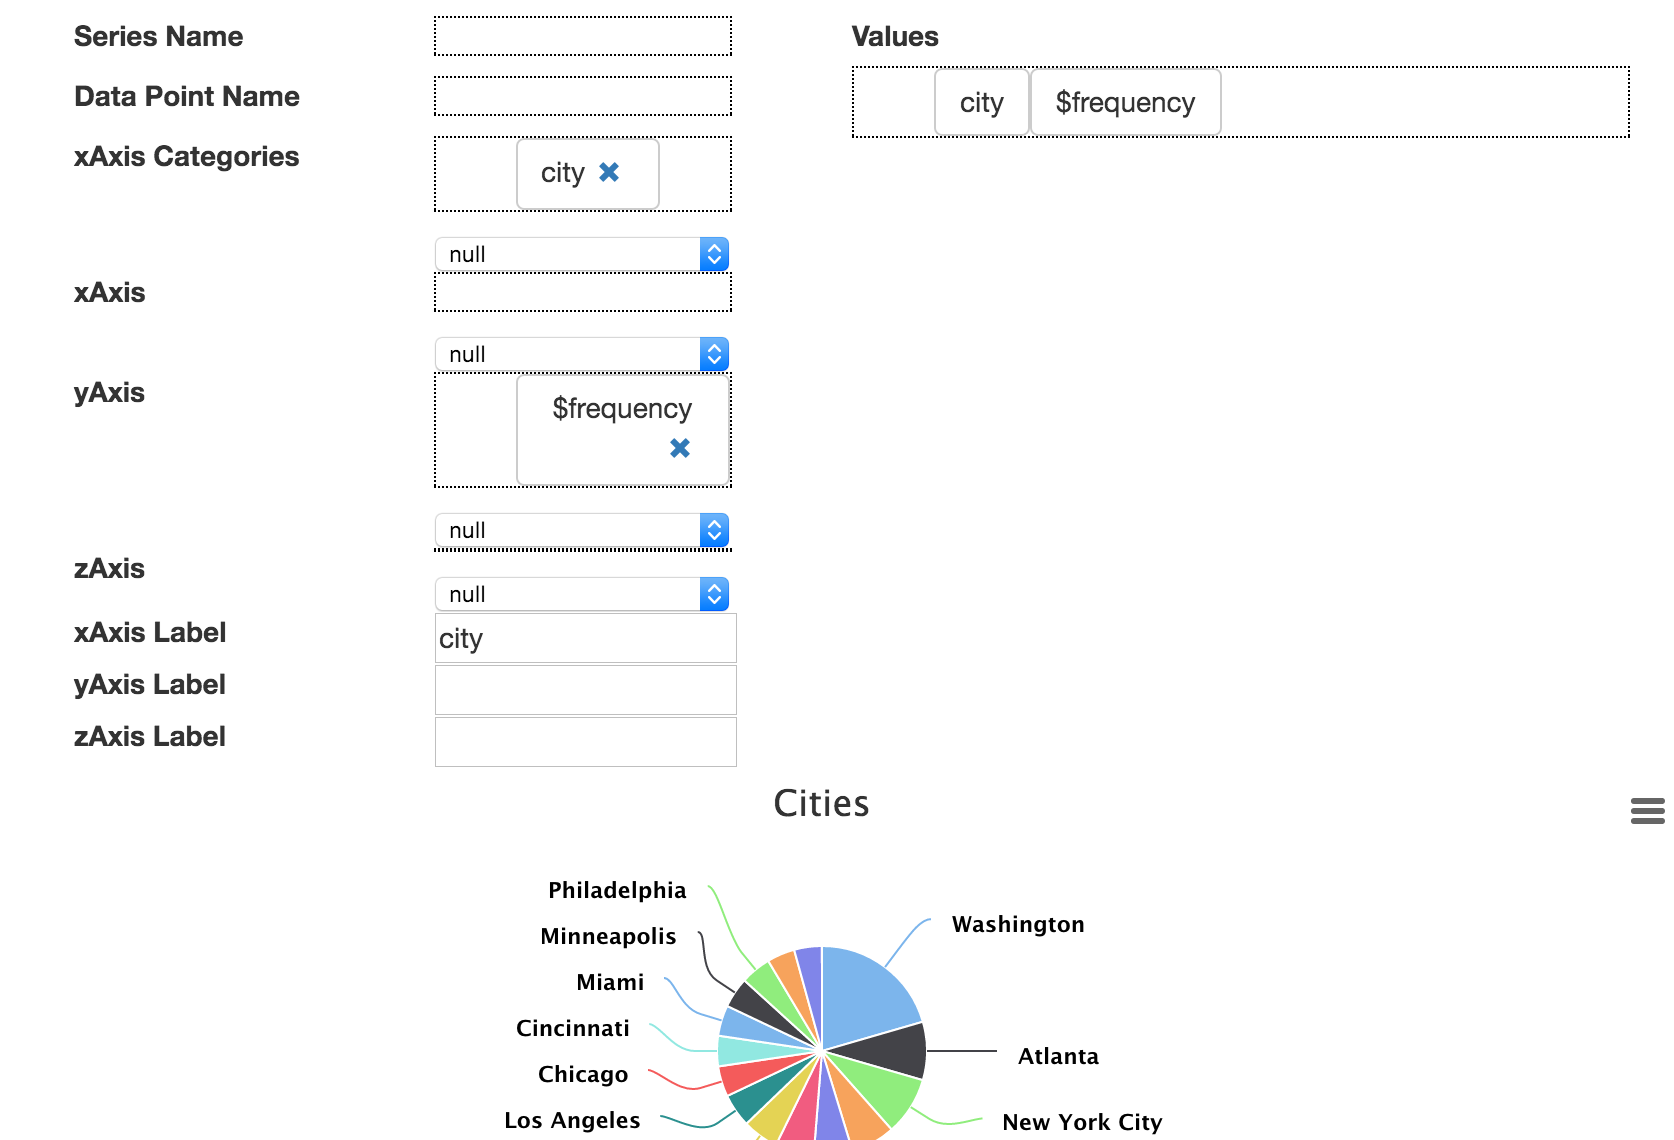 Series Name
Values
city $frequency
Data Point Name
xAxis Categories
city
null
xAxis
null
yAxis
$frequency
null
zAxis
null
xAxis Label
city
yAxis Label
zAxis Label
Cities
Philadelphia
Washington
Minneapolis
Miami
Cincinnati
Atlanta
Chicago
Los Angeles
New York City